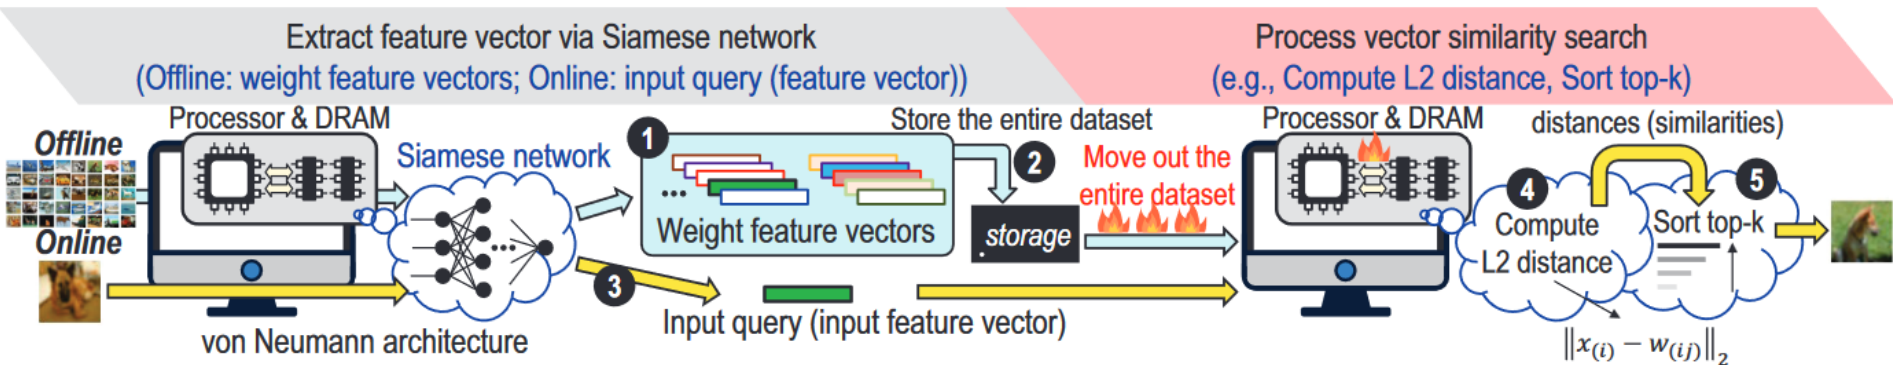 Extract feature vector via Siamese network
(Offline: weight feature vectors; Online: input query (feature vector))
Process vector similarity search
(e.g., Compute L2 distance, Sort top-k)
Processor & DRAM
Offline
Online
von Neumann architecture
Siamese network
1
...
Weight feature vectors
Store the entire dataset
2
storage
3
Input query (input feature vector)
Move out the
entire dataset
Processor & DRAM
distances (similarities)
4
Compute
L2 distance
5
Sort top-k
‖x(i) − w(ij)‖2